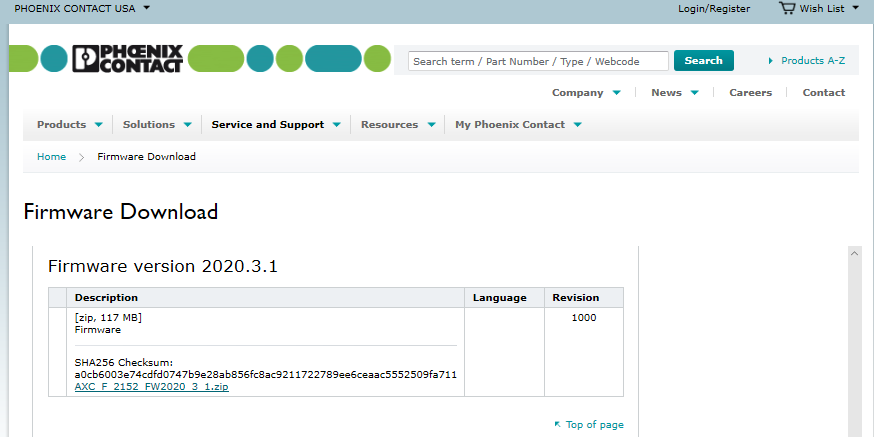 PHOENIX CONTACT USA
Login/Register
Wish List
PHŒNIX
CONTACT
Search term / Part Number / Type / Webcode
Search
Products A-Z
Company
News
Careers
Contact
Products
Solutions
Service and Support
Resources
My Phoenix Contact
Home
Firmware Download
Firmware Download
Firmware version 2020.3.1
Description
Language
Revision
[zip, 117 MB]
1000
Firmware
SHA256 Checksum:
a0cb6003e74cdfd0747b9e28ab856fc8ac9211722789ee6ceaac5552509fa711
AXC_F_2152_FW2020_3_1.zip
Top of page